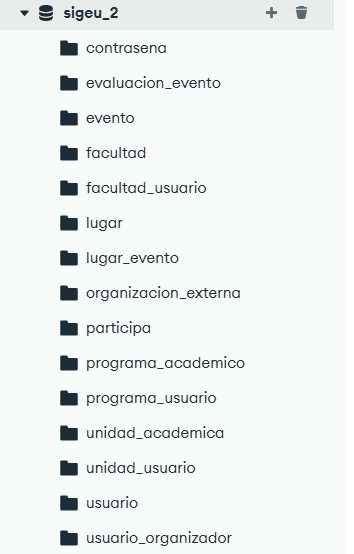 sigeu_2
contrasena
evaluacion_evento
evento
facultad
facultad_usuario
lugar
lugar_evento
organizacion_externa
participa
programa_academico
programa_usuario
unidad_academica
unidad_usuario
usuario
usuario_organizador